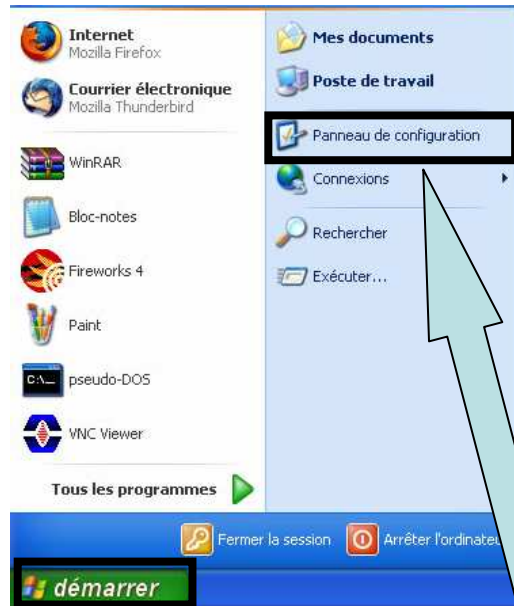 Internet
Mozilla Firefox
Courrier électronique
Mozilla Thunderbird
WinRAR
Bloc-notes
Fireworks 4
Paint
C:\
pseudo-DOS
VNC Viewer
Tous les programmes
Mes documents
Poste de travail
Panneau de configuration
Connexions
Rechercher
Exécuter...
Fermer la session
Arrêter l'ordinateu
démarrer